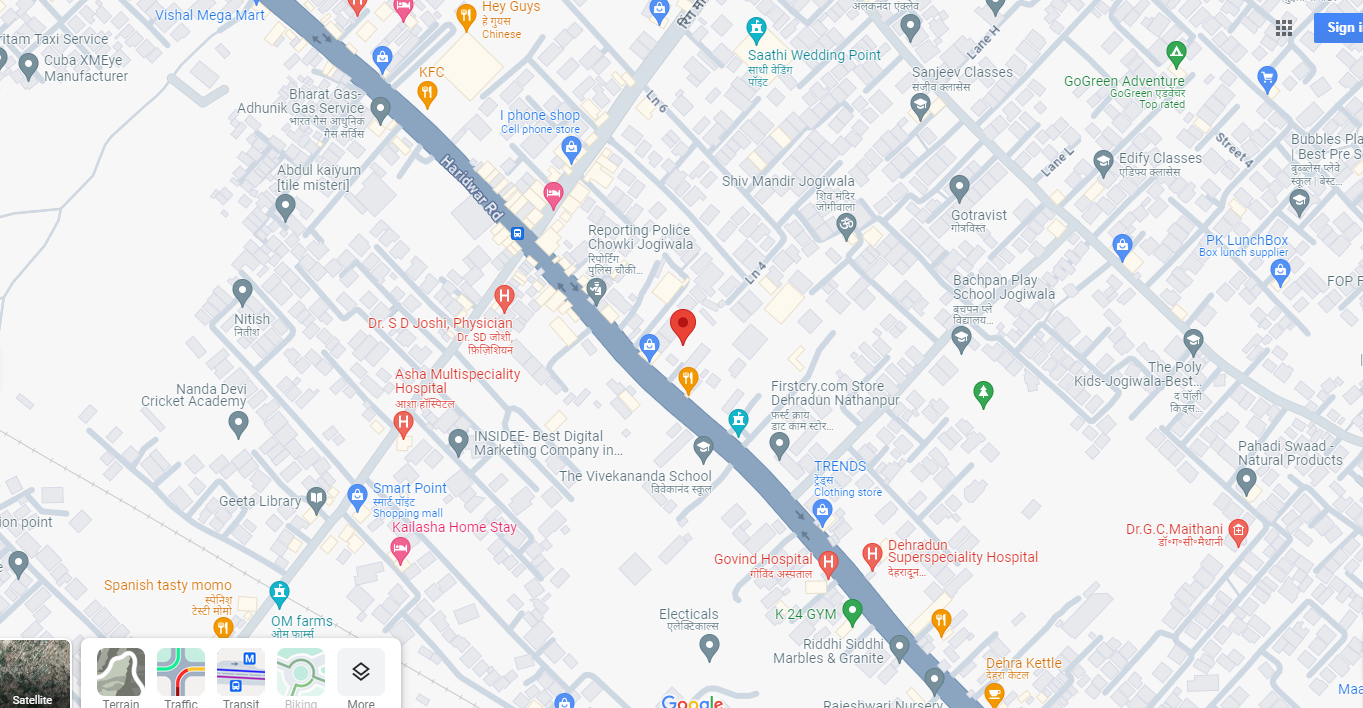 Vishal Mega Mart
Hey Guys
हे गुयस
Chinese
रिंग
अलकनंदा एंक्लेव
Lane H
Sign i
ritam Taxi Service
Cuba XMEye
Manufacturer
KFC
Saathi Wedding Point
साथी वेडिंग
पॉइंट
Sanjeev Classes
संजीव क्लासेस
GoGreen Adventure
GoGreen एडवेंचर
Top rated
Bharat Gas-
Adhunik Gas Service
भारत गैस आधुनिक
गैस सर्विस
I phone shop
Cell phone store
Ln 6
Haridwar Rd
Abdul kaiyum
[tile misteri]
Shiv Mandir Jogiwala
शिव मंदिर
जोगीवाला
Lane L
Edify Classes
एडिफ्य क्लासेस
Street 4
Bubbles Pla
| Best Pre S
बुब्ब्लेस प्लेवे
स्कूल | बेस्ट...
Gotravist
गोत्रविस्त
Reporting Police
Chowki Jogiwala
रिपोर्टिंग
पुलिस चौकी...
Ln 4
PK LunchBox
Box lunch supplier
Bachpan Play
School Jogiwala
बचपन प्ले
विद्यालय...
FOP F
Nitish
नितीश
Dr. S D Joshi, Physician
Dr. SD जोशी,
फ़िज़िशियन
Asha Multispeciality
Hospital
आशा हॉस्पिटल
Nanda Devi
Cricket Academy
Firstcry.com Store
Dehradun Nathanpur
फर्स्ट क्राय
डाट काम स्टोर...
The Poly
Kids-Jogiwala-Best...
द पॉली
किड्स...
INSIDEE- Best Digital
Marketing Company in...
The Vivekananda School
विवेकानंद स्कूल
TRENDS
ट्रेंड्स
Clothing store
Pahadi Swaad -
Natural Products
Geeta Library
Smart Point
स्मार्ट पॉइंट
Shopping mall
Kailasha Home Stay
ion point
Dr.G.C.Maithani
डॉ॰ग॰सी॰मैथानी
Govind Hospital
गोविंद अस्पताल
Dehradun
Superspeciality Hospital
देहरादून...
Spanish tasty momo
स्पेनिश
टेस्टी मोमो
OM farms
ओम फार्म्स
Electicals
एलेक्टिकाल्स
K 24 GYM
Riddhi Siddhi
Marbles & Granite
Dehra Kettle
देहरा केटल
Rajeshwari Nursery
Maa
Satellite
Terrain
Traffic
Transit
Biking
More
Google